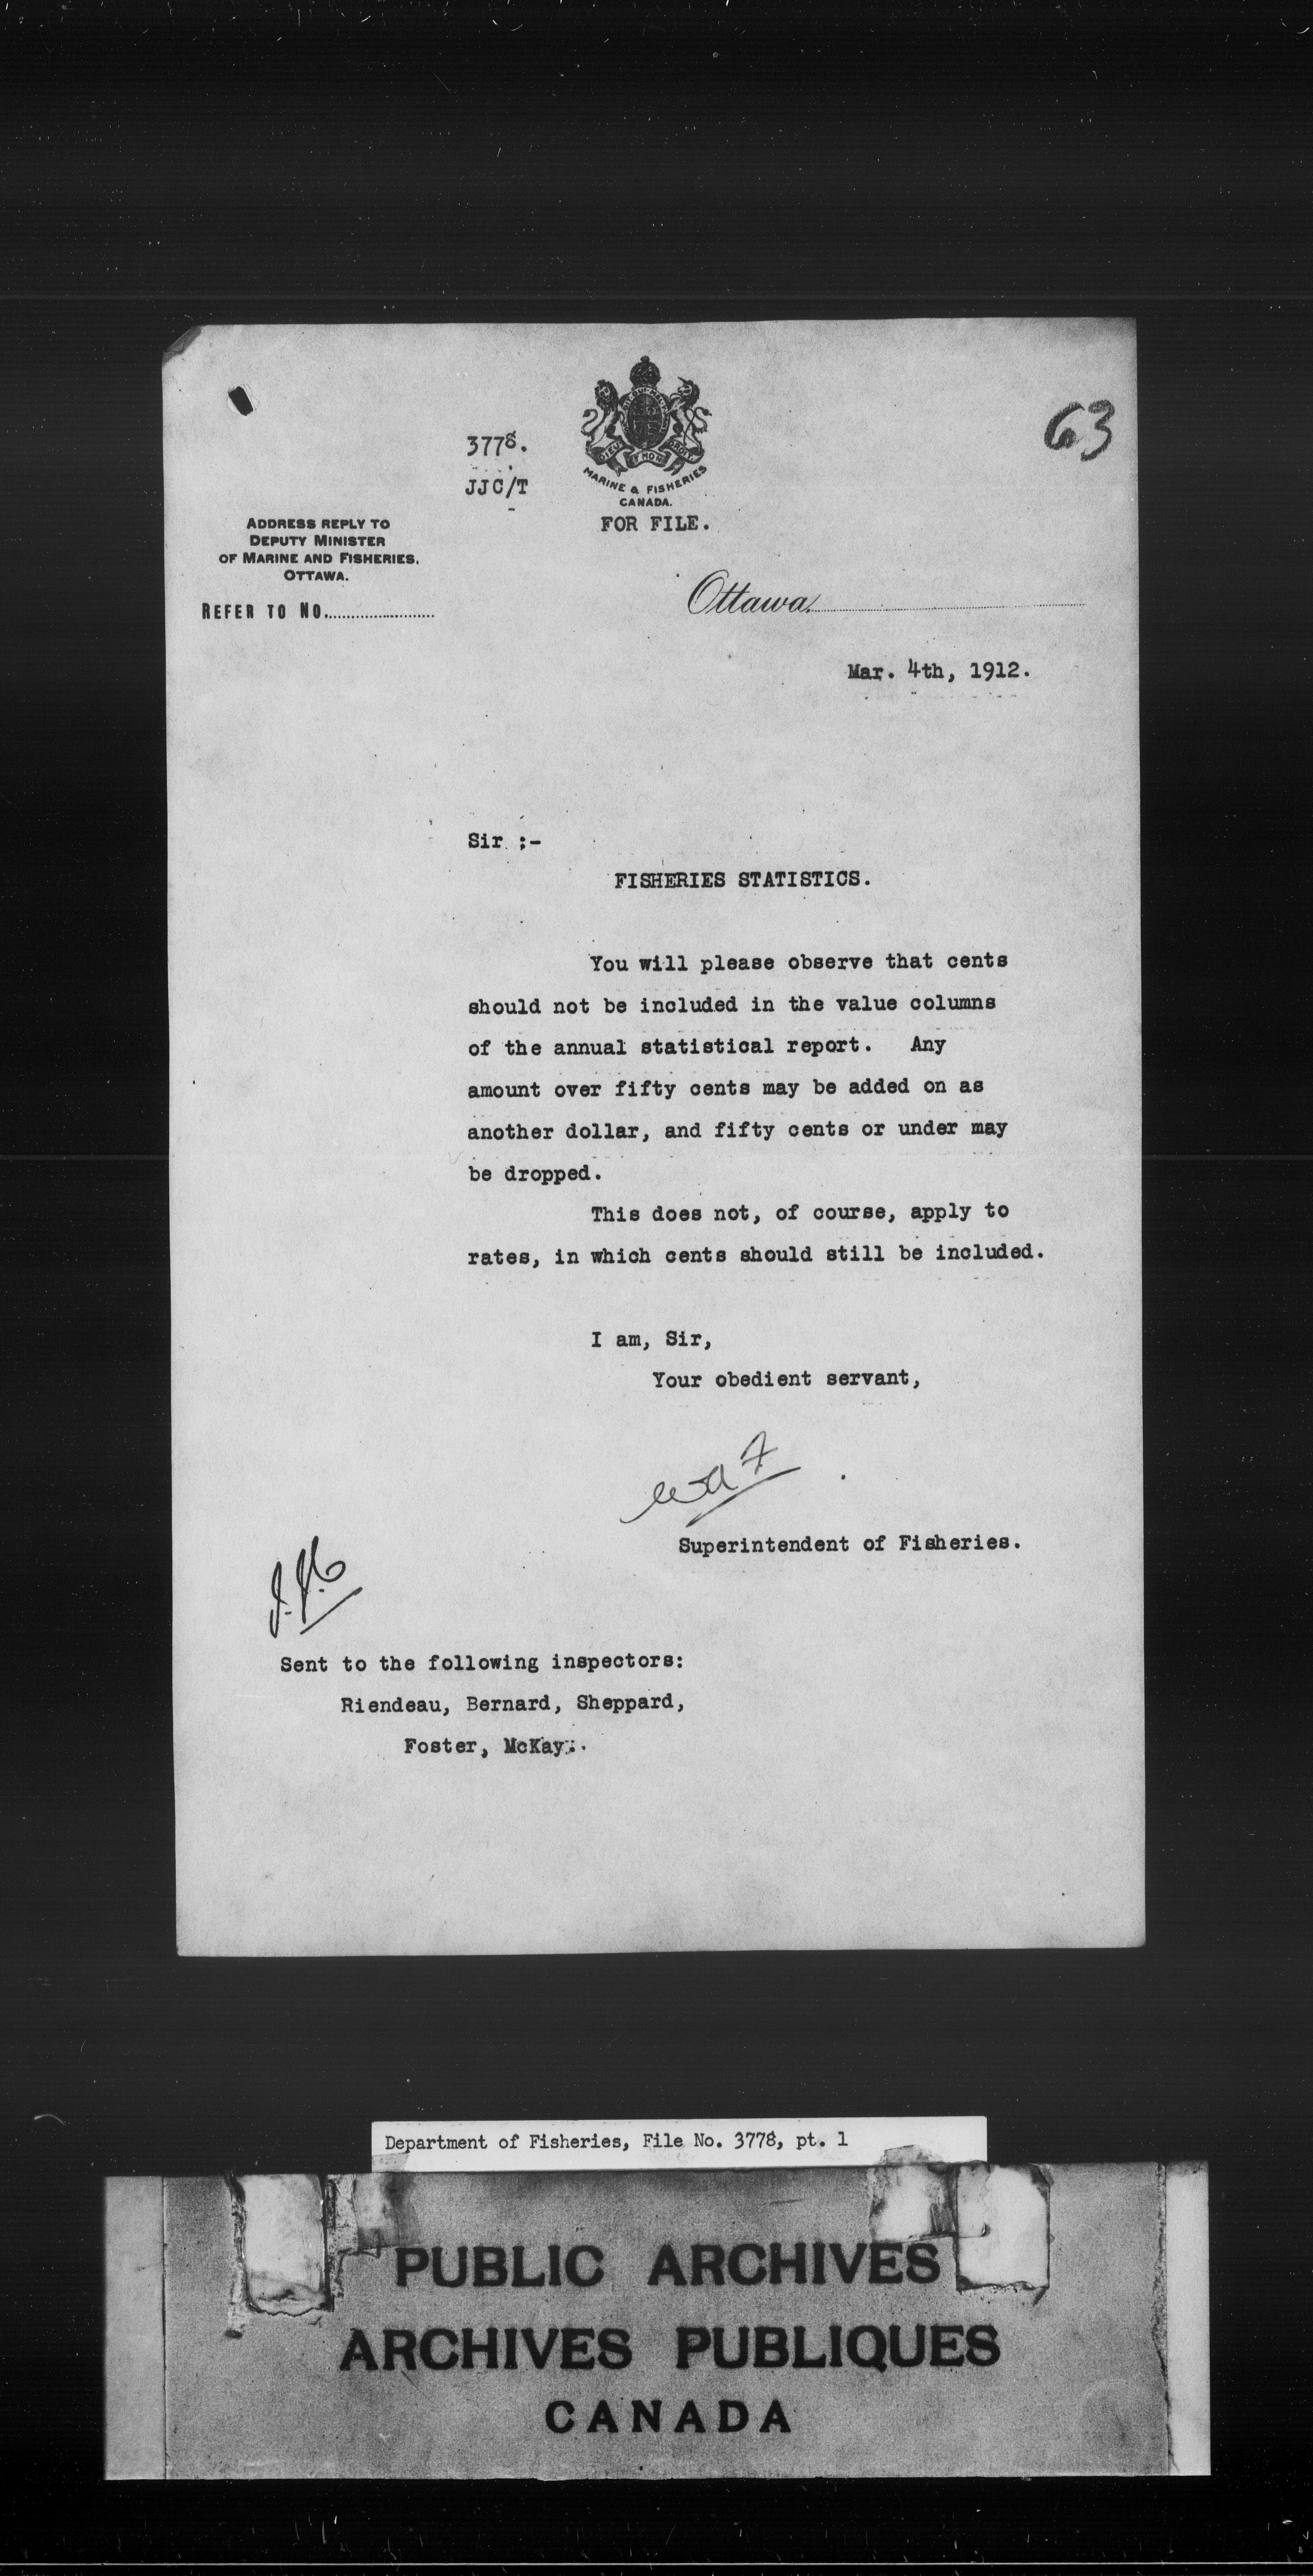 63
3778.
JJC/T
DIEU ET MON DROIT
MARINE & FISHERIES
CANADA.
FOR FILE.
ADDRESS REPLY TO
DEPUTY MINISTER
OF MARINE AND FISHERIES.
OTTAWA.
REFER TO NO.
Ottawa,
Mar. 4th, 1912.
Sir :-
FISHERIES STATISTICS.
You will please observe that cents
should not be included in the value columns
of the annual statistical report. Any
amount over fifty cents may be added on as
another dollar, and fifty cents or under may
be dropped.
This does not, of course, apply to
rates, in which cents should still be included.
I am, Sir,
Your obedient servant,
Superintendent of Fisheries.
Sent to the following inspectors:
Riendeau, Bernard, Sheppard,
Foster, McKay.
Department of Fisheries, File No. 3778, pt. 1
PUBLIC ARCHIVES
ARCHIVES PUBLIQUES
CANADA